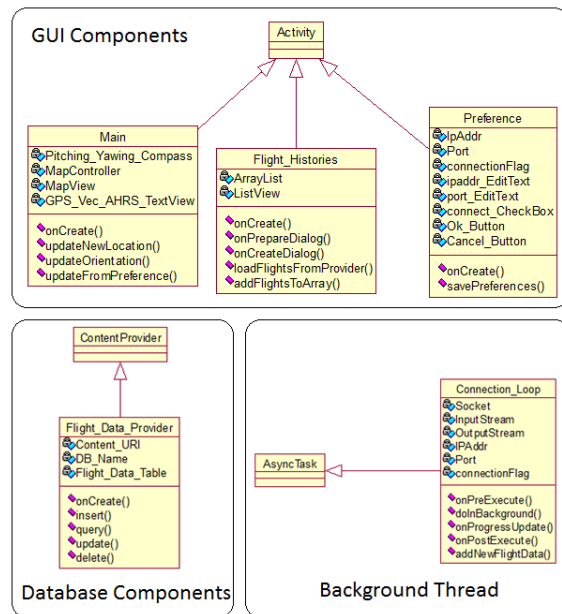 GUI Components
Activity
Main
Pitching_Yawing_Compass
MapController
MapView
GPS_Vec_AHRS_TextView
onCreate()
updateNewLocation()
updateOrientation()
updateFromPreference()
Flight_Histories
ArrayList
ListView
onCreate()
onPrepareDialog()
onCreateDialog()
loadFlightsFromProvider()
addFlightsToArray()
Preference
IpAddr
Port
connectionFlag
ipaddr_EditText
port_EditText
connect_CheckBox
Ok_Button
Cancel_Button
onCreate()
savePreferences()
ContentProvider
Flight_Data_Provider
Content_URI
DB_Name
Flight_Data_Table
onCreate()
insert()
query()
update()
delete()
Database Components
AsyncTask
Connection_Loop
Socket
InputStream
OutputStream
IPAddr
Port
connectionFlag
onPreExecute()
doInBackground()
onProgressUpdate()
onPostExecute()
addNewFlightData()
Background Thread